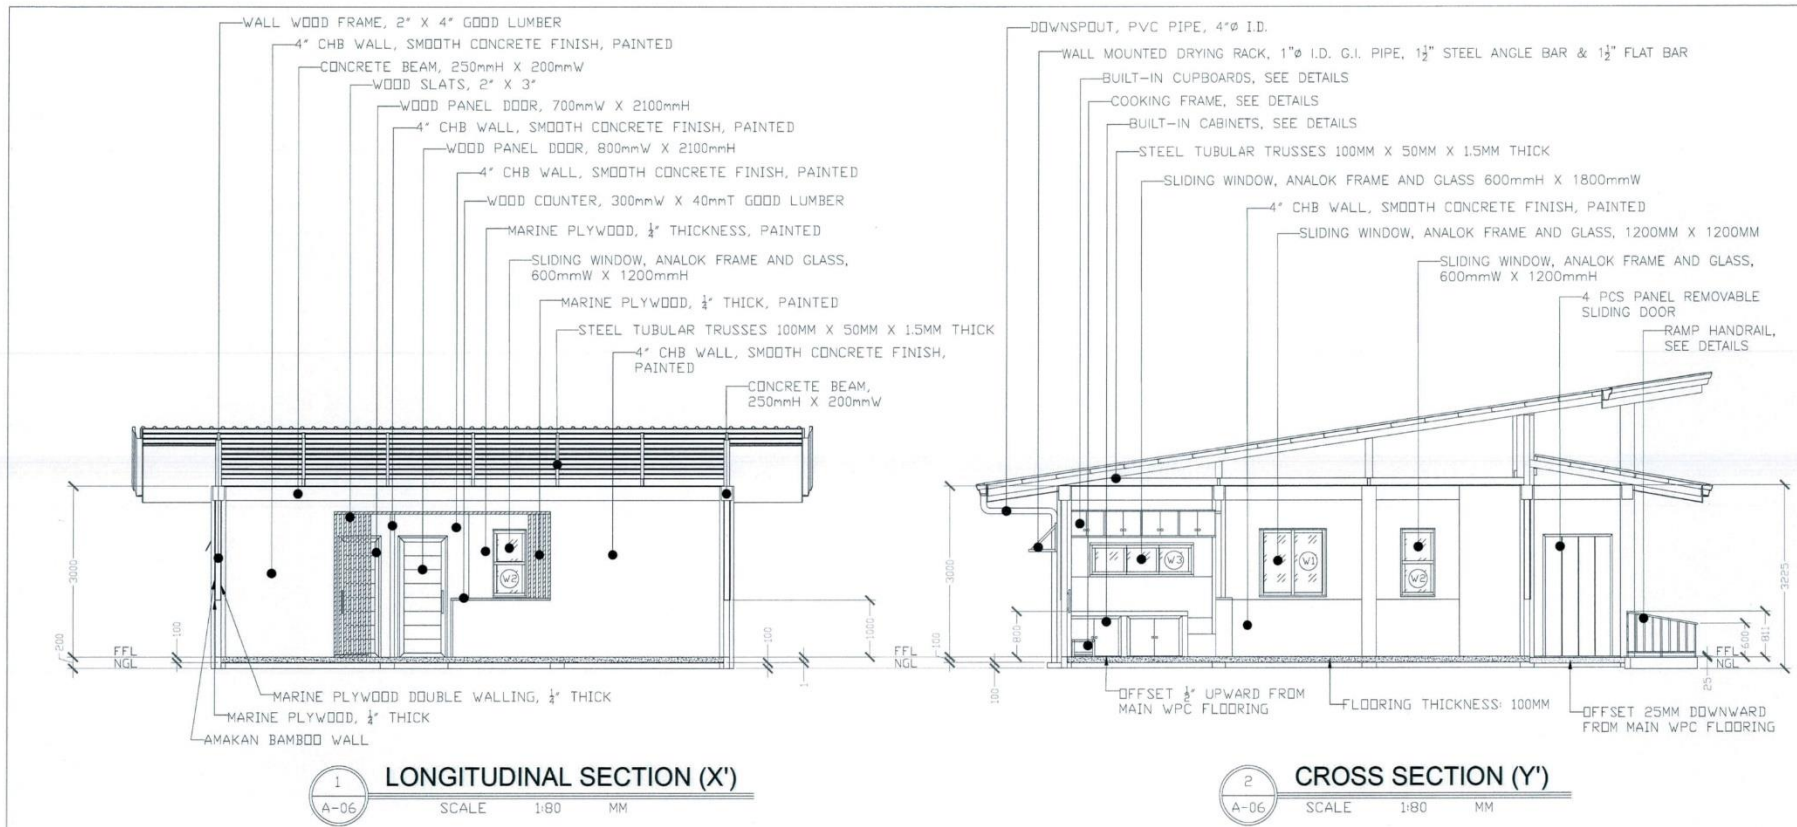 WALL WOOD FRAME, 2" X 4" GOOD LUMBER
4" CHB WALL, SMOOTH CONCRETE FINISH, PAINTED
CONCRETE BEAM, 250mmH X 200mmW
WOOD SLATS, 2" X 3"
WOOD PANEL DOOR, 700mmW X 2100mmH
4" CHB WALL, SMOOTH CONCRETE FINISH, PAINTED
WOOD PANEL DOOR, 800mmW X 2100mmH
4" CHB WALL, SMOOTH CONCRETE FINISH, PAINTED
WOOD COUNTER, 300mmW X 40mmT GOOD LUMBER
MARINE PLYWOOD, ¼" THICKNESS, PAINTED
SLIDING WINDOW, ANALOK FRAME AND GLASS,
600mmW X 1200mmH
MARINE PLYWOOD, ¼" THICK, PAINTED
STEEL TUBULAR TRUSSES 100MM X 50MM X 1.5MM THICK
4" CHB WALL, SMOOTH CONCRETE FINISH,
PAINTED
CONCRETE BEAM,
250mmH X 200mmW
W2
3000
200
100
FFL
NGL
1000
100
1
MARINE PLYWOOD DOUBLE WALLING, ¼" THICK
MARINE PLYWOOD, ¼" THICK
AMAKAN BAMBOO WALL
1
A-06
LONGITUDINAL SECTION (X')
SCALE 1:80 MM
DOWNSPOUT, PVC PIPE, 4"Ø I.D.
WALL MOUNTED DRYING RACK, 1"Ø I.D. G.I. PIPE, 1½" STEEL ANGLE BAR & 1½" FLAT BAR
BUILT-IN CUPBOARDS, SEE DETAILS
COOKING FRAME, SEE DETAILS
BUILT-IN CABINETS, SEE DETAILS
STEEL TUBULAR TRUSSES 100MM X 50MM X 1.5MM THICK
SLIDING WINDOW, ANALOK FRAME AND GLASS 600mmH X 1800mmW
4" CHB WALL, SMOOTH CONCRETE FINISH, PAINTED
SLIDING WINDOW, ANALOK FRAME AND GLASS, 1200MM X 1200MM
SLIDING WINDOW, ANALOK FRAME AND GLASS,
600mmW X 1200mmH
4 PCS PANEL REMOVABLE
SLIDING DOOR
RAMP HANDRAIL,
SEE DETAILS
W3
W1
W2
3000
100
FFL
NGL
100
800
3225
811
600
FFL
NGL
25
OFFSET ½" UPWARD FROM
MAIN WPC FLOORING
FLOORING THICKNESS: 100MM
OFFSET 25MM DOWNWARD
FROM MAIN WPC FLOORING
2
A-06
CROSS SECTION (Y')
SCALE 1:80 MM